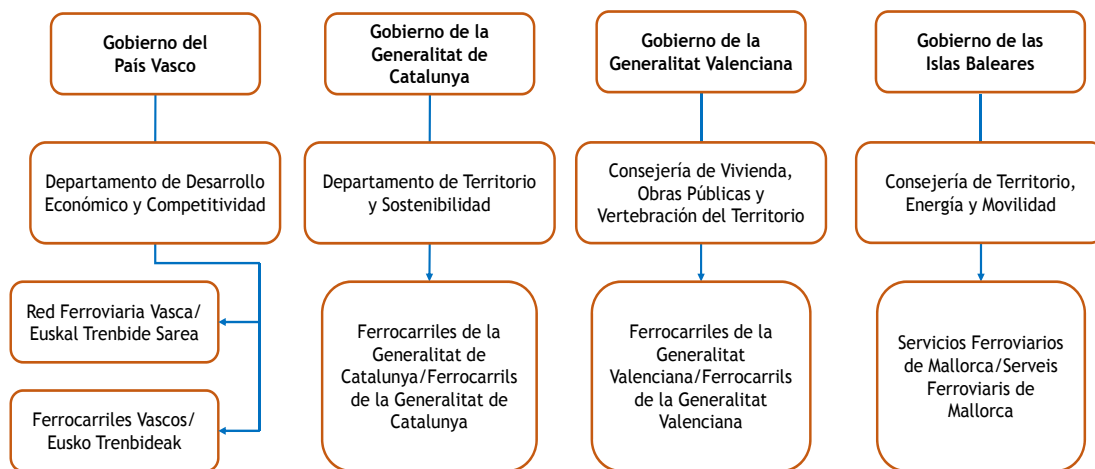 Gobierno del
País Vasco
Gobierno de la
Generalitat de
Catalunya
Gobierno de la
Generalitat Valenciana
Gobierno de las
Islas Baleares
Departamento de Desarrollo
Económico y Competitividad
Departamento de Territorio
y Sostenibilidad
Consejería de Vivienda,
Obras Públicas y
Vertebración del Territorio
Consejería de Territorio,
Energía y Movilidad
Red Ferroviaria Vasca/
Euskal Trenbide Sarea
Ferrocarriles Vascos/
Eusko Trenbideak
Ferrocarriles de la
Generalitat de
Catalunya/Ferrocarrils
de la Generalitat de
Catalunya
Ferrocarriles de la
Generalitat
Valenciana/Ferrocarrils
de la Generalitat
Valenciana
Servicios Ferroviarios
de Mallorca/Serveis
Ferroviaris de
Mallorca